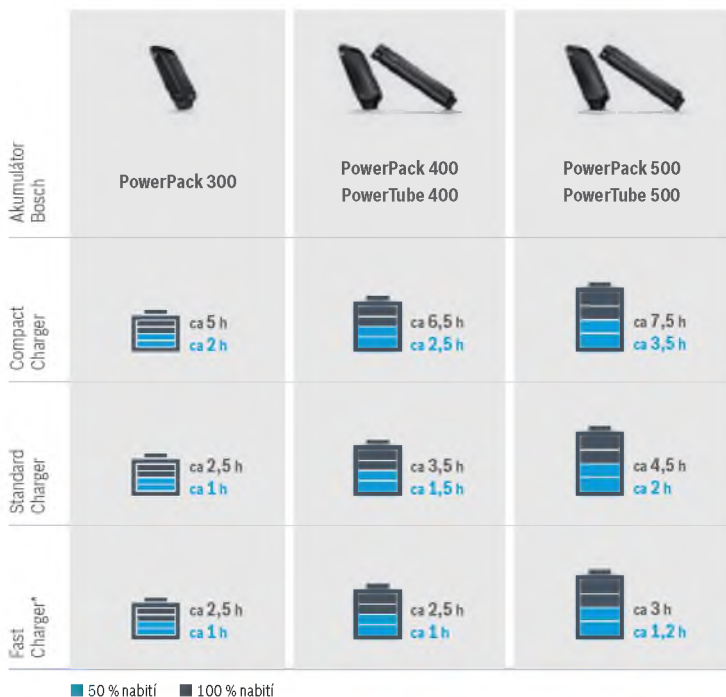 Akumulátor
Bosch
PowerPack 300
PowerPack 400
PowerTube 400
PowerPack 500
PowerTube 500
Compact
Charger
ca 5 h
ca 2 h
ca 6,5 h
ca 2,5 h
ca 7,5 h
ca 3,5 h
Standard
Charger
ca 2,5 h
ca 1 h
ca 3,5 h
ca 1,5 h
ca 4,5 h
ca 2 h
Fast
Charger*
ca 2,5 h
ca 1 h
ca 2,5 h
ca 1 h
ca 3 h
ca 1,2 h
50 % nabití
100 % nabití